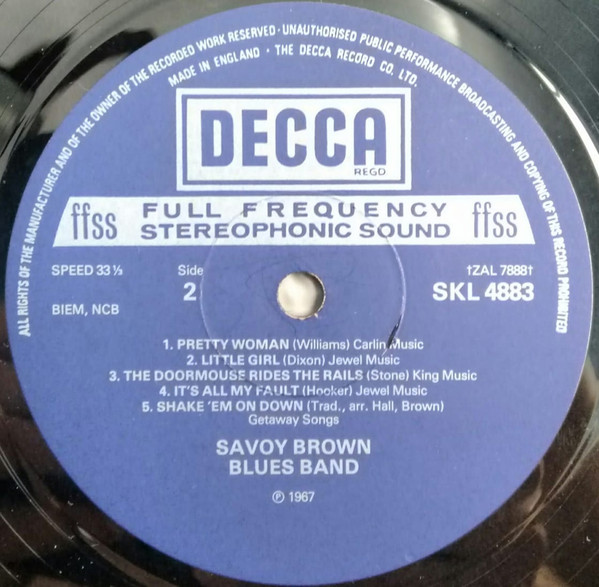 ALL RIGHTS OF THE MANUFACTURER AND OF THE OWNER OF THE RECORDED WORK RESERVED · UNAUTHORISED PUBLIC PERFORMANCE BROADCASTING AND COPYING OF THIS RECORD PROHIBITED
MADE IN ENGLAND · THE DECCA RECORD CO. LTD.
DECCA
REGD
ffss FULL FREQUENCY ffss
STEREOPHONIC SOUND
SPEED 33⅓ Side †ZAL 7888†
2 SKL 4883
BIEM, NCB
1. PRETTY WOMAN (Williams) Carlin Music
2. LITTLE GIRL (Dixon) Jewel Music
3. THE DOORMOUSE RIDES THE RAILS (Stone) King Music
4. IT'S ALL MY FAULT (Hooker) Jewel Music
5. SHAKE 'EM ON DOWN (Trad., arr. Hall, Brown)
Getaway Songs
SAVOY BROWN
BLUES BAND
℗ 1967